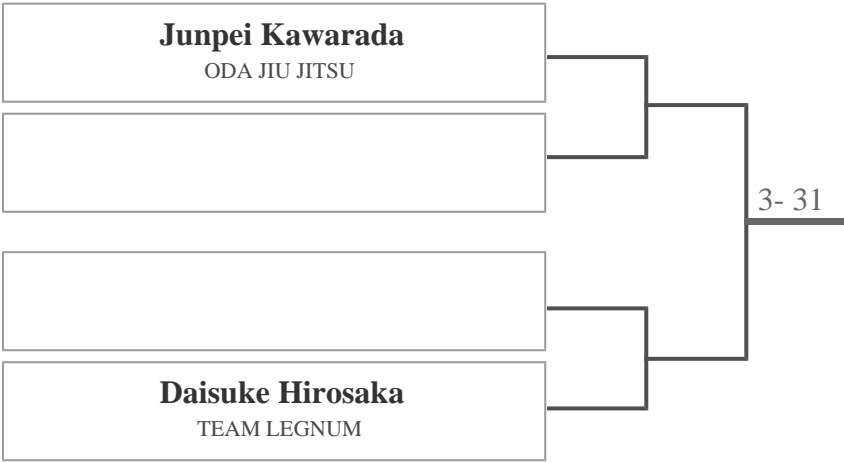 Junpei Kawarada
ODA JIU JITSU
3- 31
Daisuke Hirosaka
TEAM LEGNUM